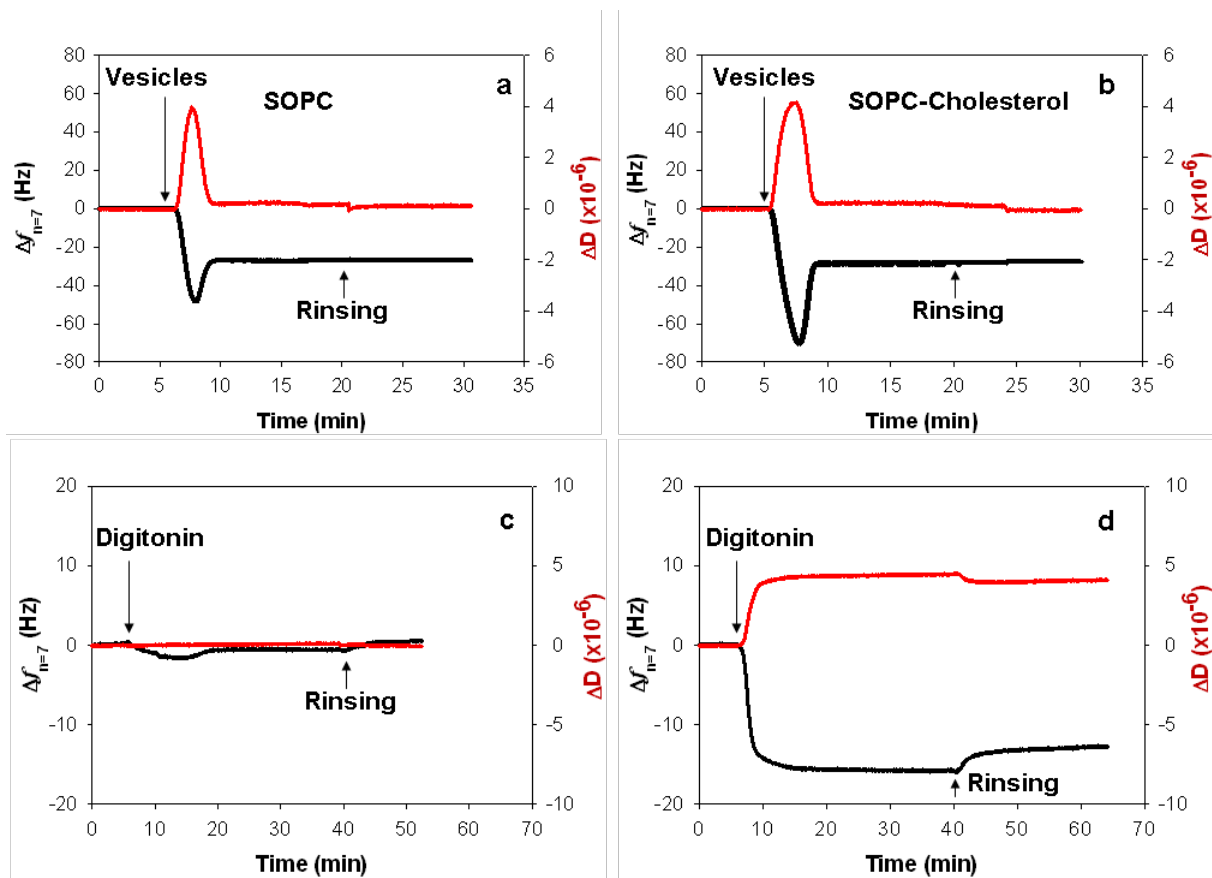 a
Vesicles
SOPC
Rinsing
80
60
40
20
0
-20
-40
-60
-80
6
4
2
0
-2
-4
-6
0 5 10 15 20 25 30 35
Δf n=7 (Hz)
ΔD (x10-6)
Time (min)
b
Vesicles
SOPC-Cholesterol
Rinsing
80
60
40
20
0
-20
-40
-60
-80
6
4
2
0
-2
-4
-6
0 5 10 15 20 25 30 35
Δf n=7 (Hz)
ΔD (x10-6)
Time (min)
c
Digitonin
Rinsing
20
10
0
-10
-20
10
5
0
-5
-10
0 10 20 30 40 50 60 70
Δf n=7 (Hz)
ΔD (x10-6)
Time (min)
d
Digitonin
Rinsing
20
10
0
-10
-20
10
5
0
-5
-10
0 10 20 30 40 50 60 70
Δf n=7 (Hz)
ΔD (x10-6)
Time (min)